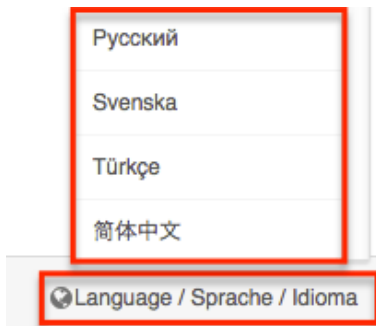 Русский
Svenska
Türkçe
简体中文
Language / Sprache / Idioma